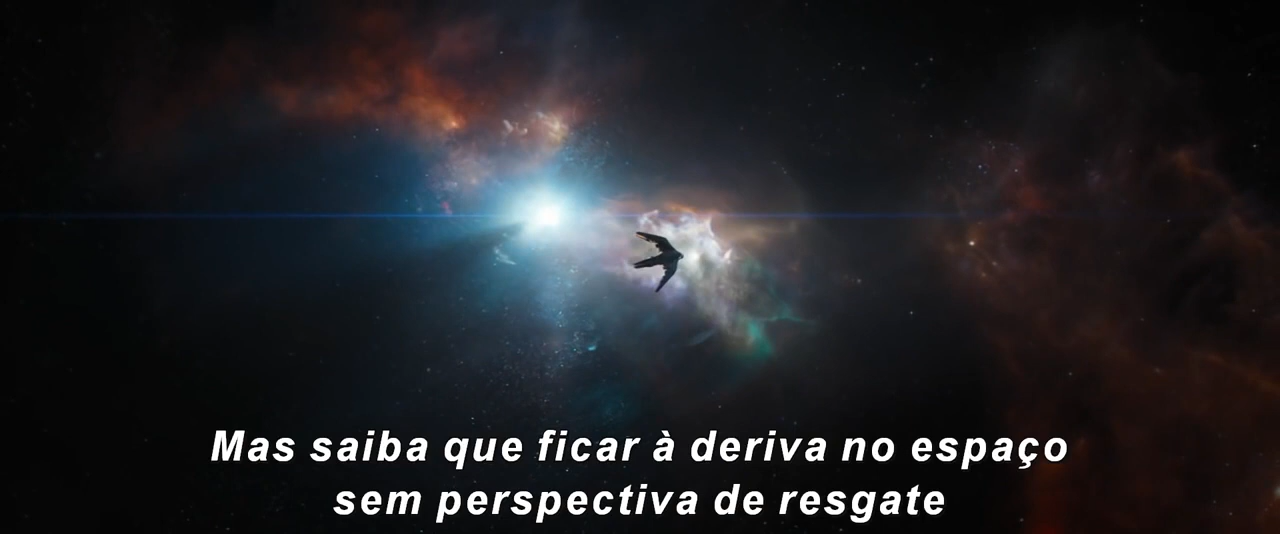 Mas saiba que ficar à deriva no espaço
sem perspectiva de resgate